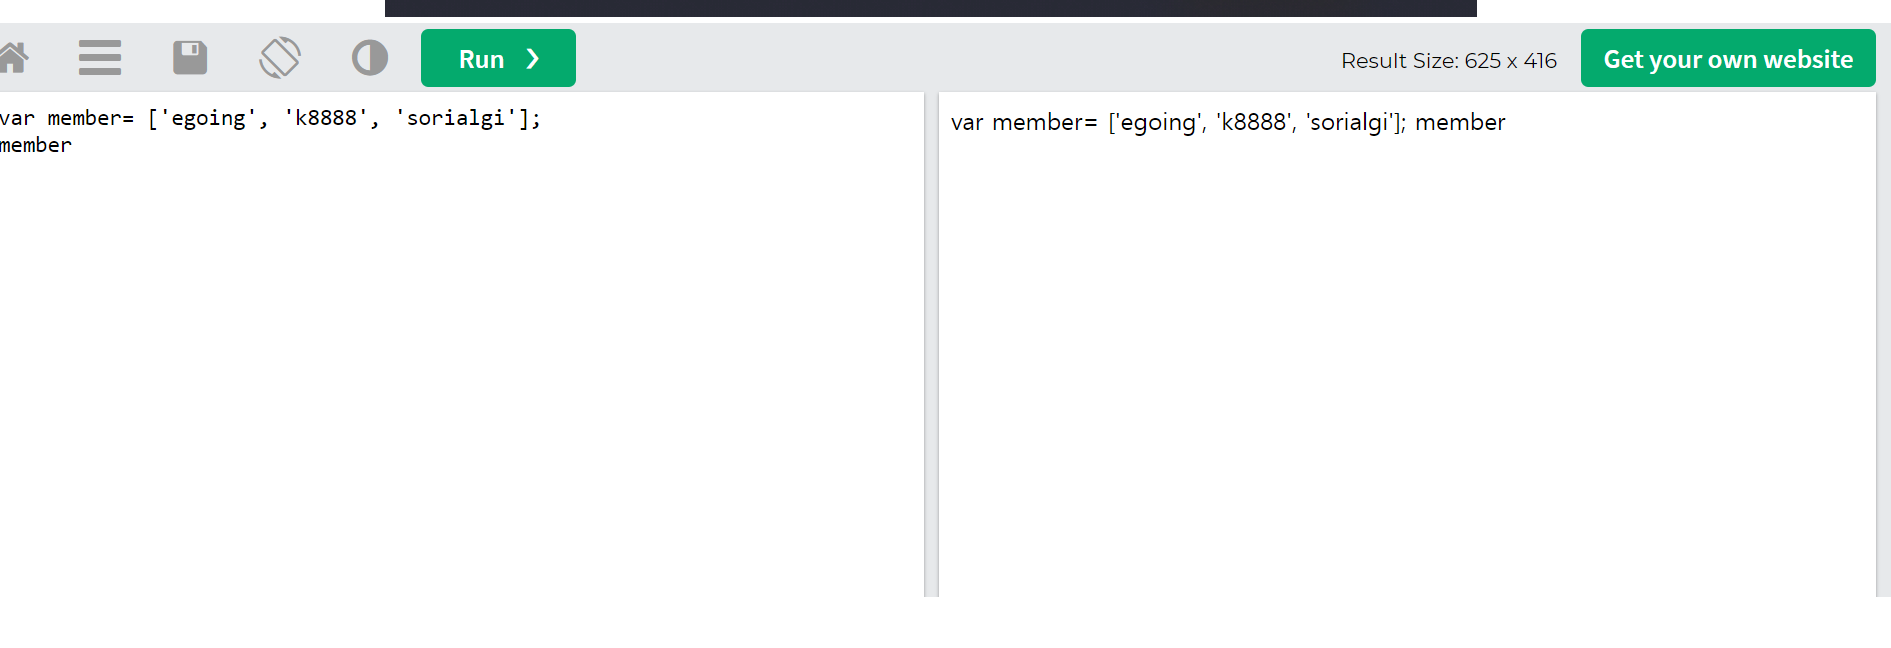 Run ❯
Result Size: 625 x 416
Get your own website
var member= ['egoing', 'k8888', 'sorialgi'];
member
var member= ['egoing', 'k8888', 'sorialgi']; member